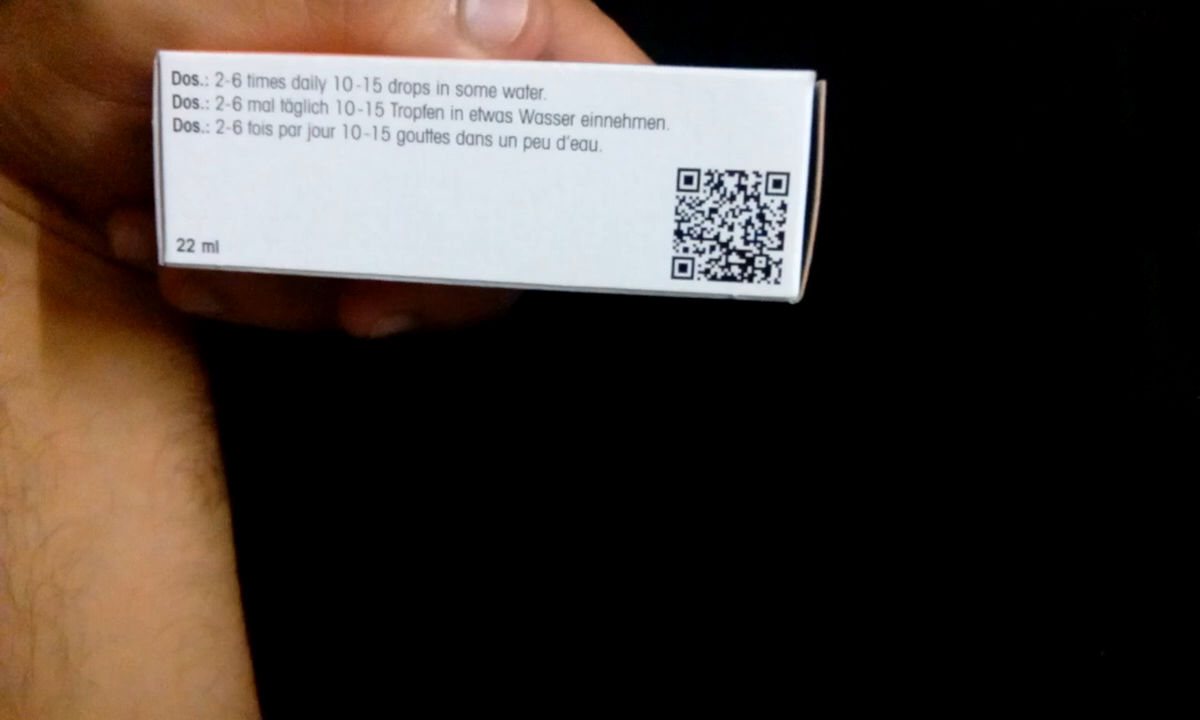 Dos.: 2-6 times daily 10-15 drops in some water.
Dos.: 2-6 mal täglich 10-15 Tropfen in etwas Wasser einnehmen.
Dos.: 2-6 fois par jour 10-15 gouttes dans un peu d'eau.
22 ml